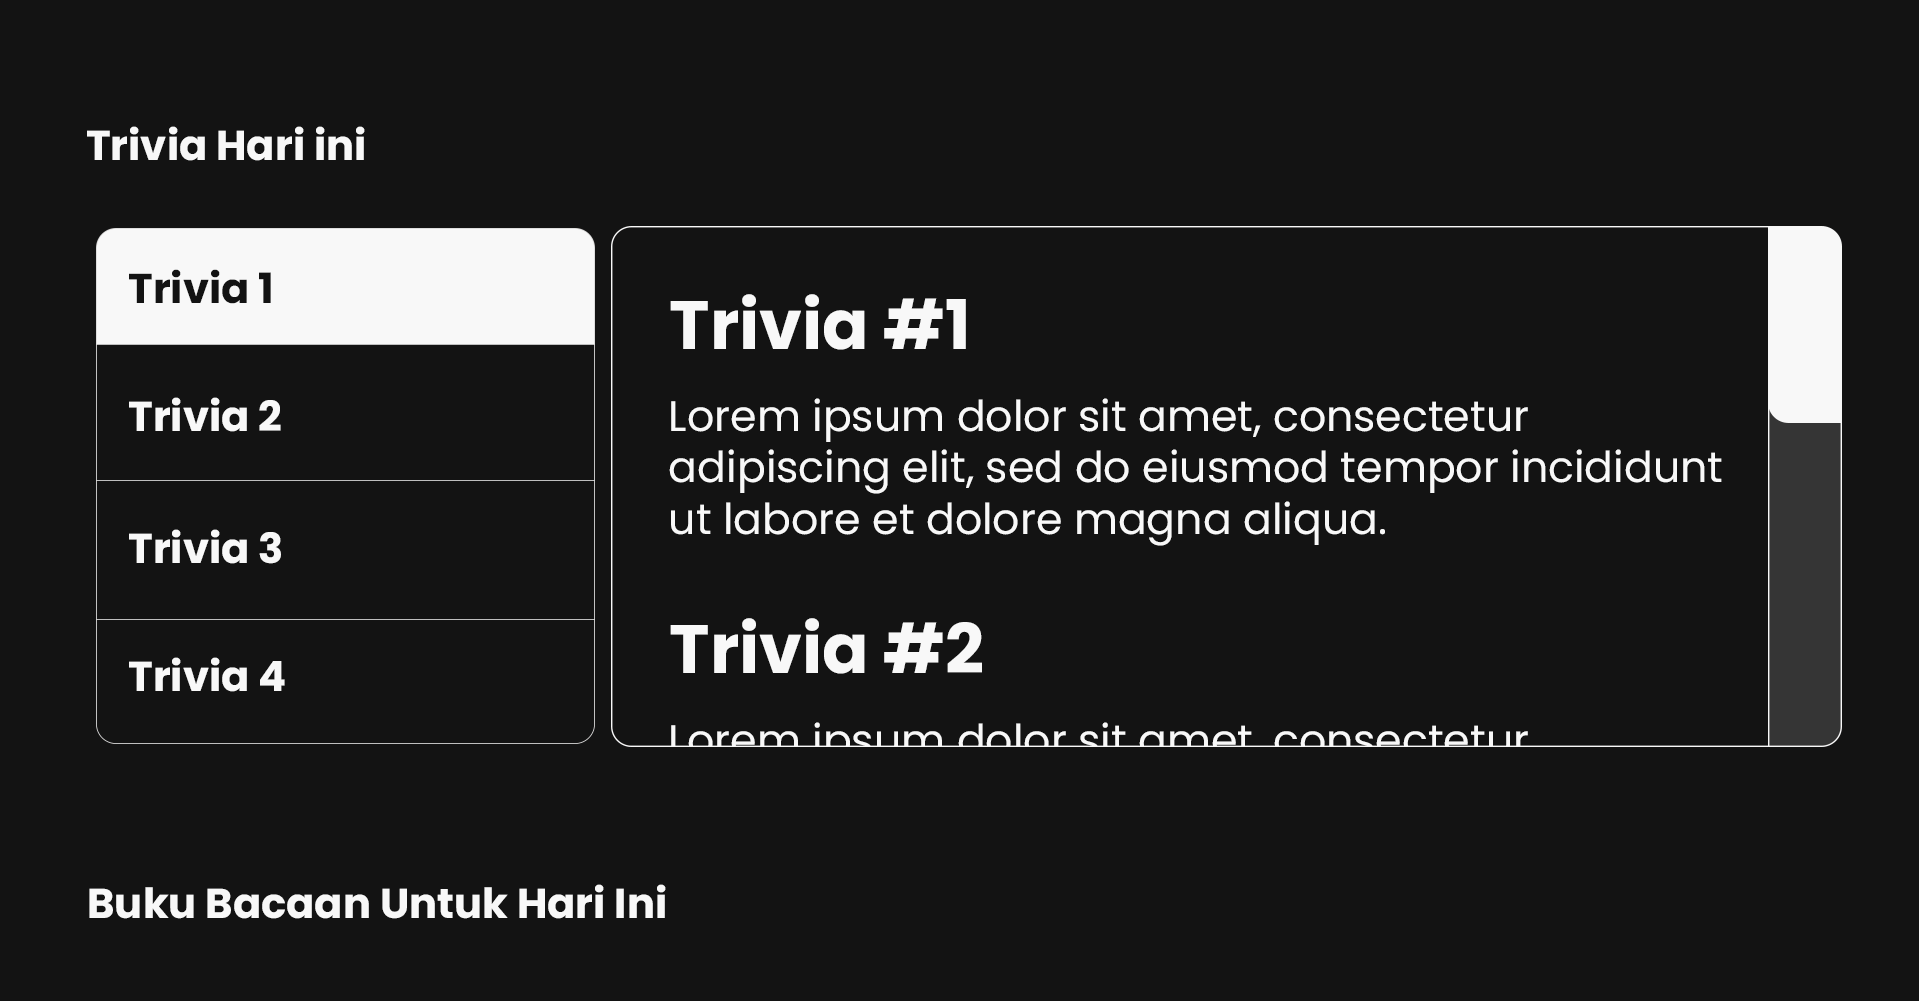 Trivia Hari ini
Trivia 1
Trivia 2
Trivia 3
Trivia 4
Trivia #1
Lorem ipsum dolor sit amet, consectetur
adipiscing elit, sed do eiusmod tempor incididunt
ut labore et dolore magna aliqua.
Trivia #2
Lorem ipsum dolor sit amet, consectetur
Buku Bacaan Untuk Hari Ini